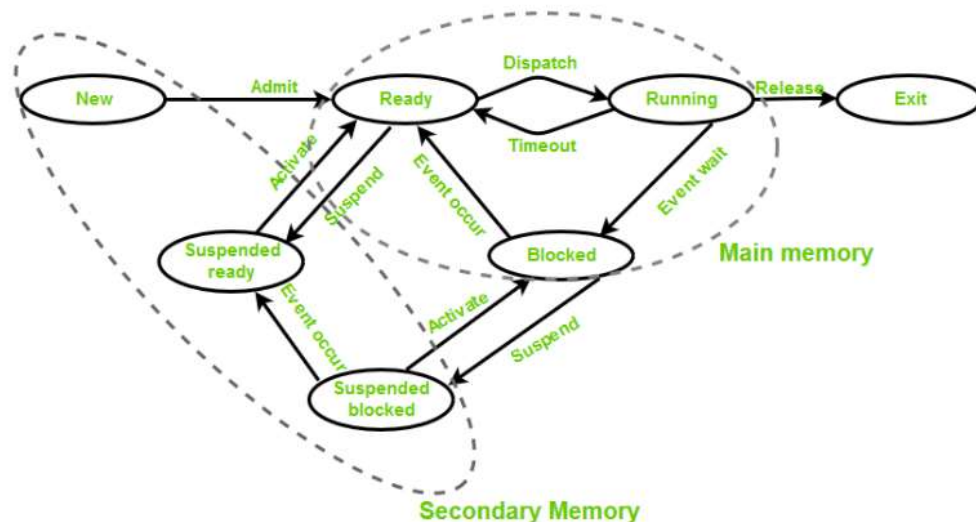 Dispatch
Admit
Release
New
Ready
Running
Exit
Timeout
Activate
Suspend
Event occur
Event wait
Suspended
ready
Blocked
Main memory
Event occur
Activate
Suspend
Suspended
blocked
Secondary Memory